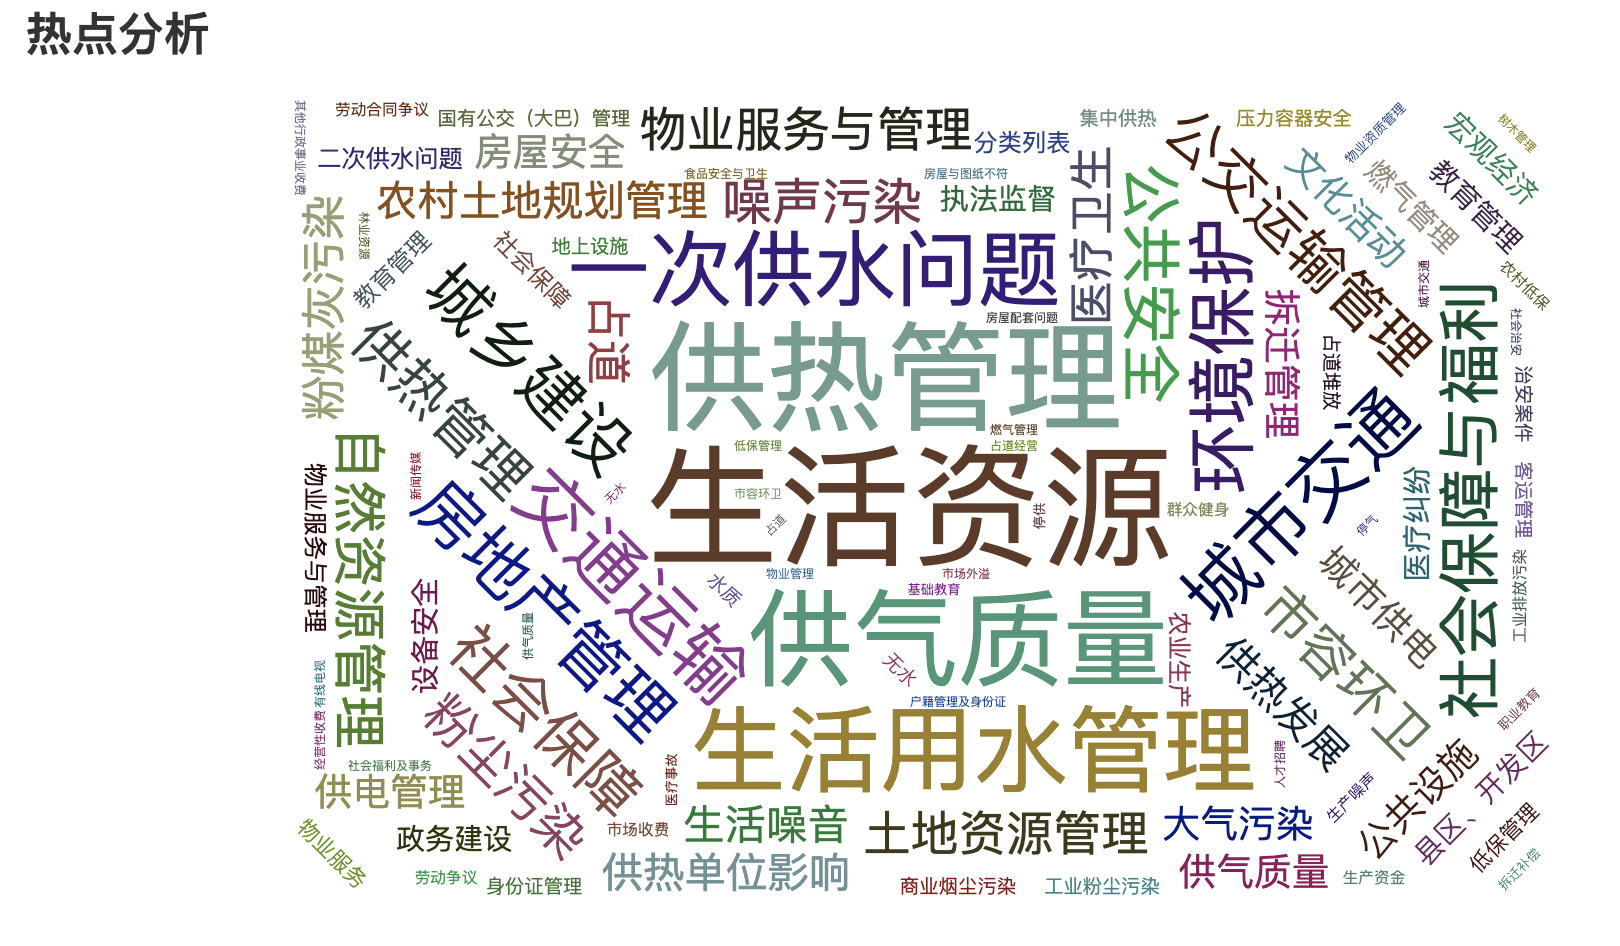 热点分析
其他行政事业收费
劳动合同争议
国有公交（大巴）管理
物业服务与管理
分类列表
集中供热
压力容器安全
物业资质管理
宏观经济
树木管理
二次供水问题
房屋安全
食品安全与卫生
房屋与图纸不符
医疗卫生
公共安全
公交运输管理
文化活动
燃气管理
教育管理
农村土地规划管理
噪声污染
执法监督
粉煤灰污染
林业资源
教育管理
社会保障
地上设施
一次供水问题
环境保护
城市交通
农村低保
城乡建设
占道
房屋配套问题
拆迁管理
占道堆放
社会保障与福利
社会治安
供热管理
供热管理
治安案件
燃气管理
低保管理
占道经营
城市交通
自然资源管理
物业服务与管理
新闻传媒
生活资源
医疗纠纷
客运管理
房地产管理
交通运输
无水
市容环卫
占道
停供
群众健身
停气
工业排放污染
城市供电
物业管理
市场外溢
基础教育
水质
设备安全
供气质量
供气质量
农业生产
市容环卫
供热发展
社会保障
无水
有线电视
经营性收费
户籍管理及身份证
生活用水管理
职业教育
粉尘污染
医疗事故
人才招聘
开发区
社会福利及事务
供电管理
生产噪声
公共设施
县区、
低保管理
物业服务
政务建设
市场收费
生活噪音
土地资源管理
大气污染
供热单位影响
供气质量
拆迁补偿
劳动争议
身份证管理
商业烟尘污染
工业粉尘污染
生产资金